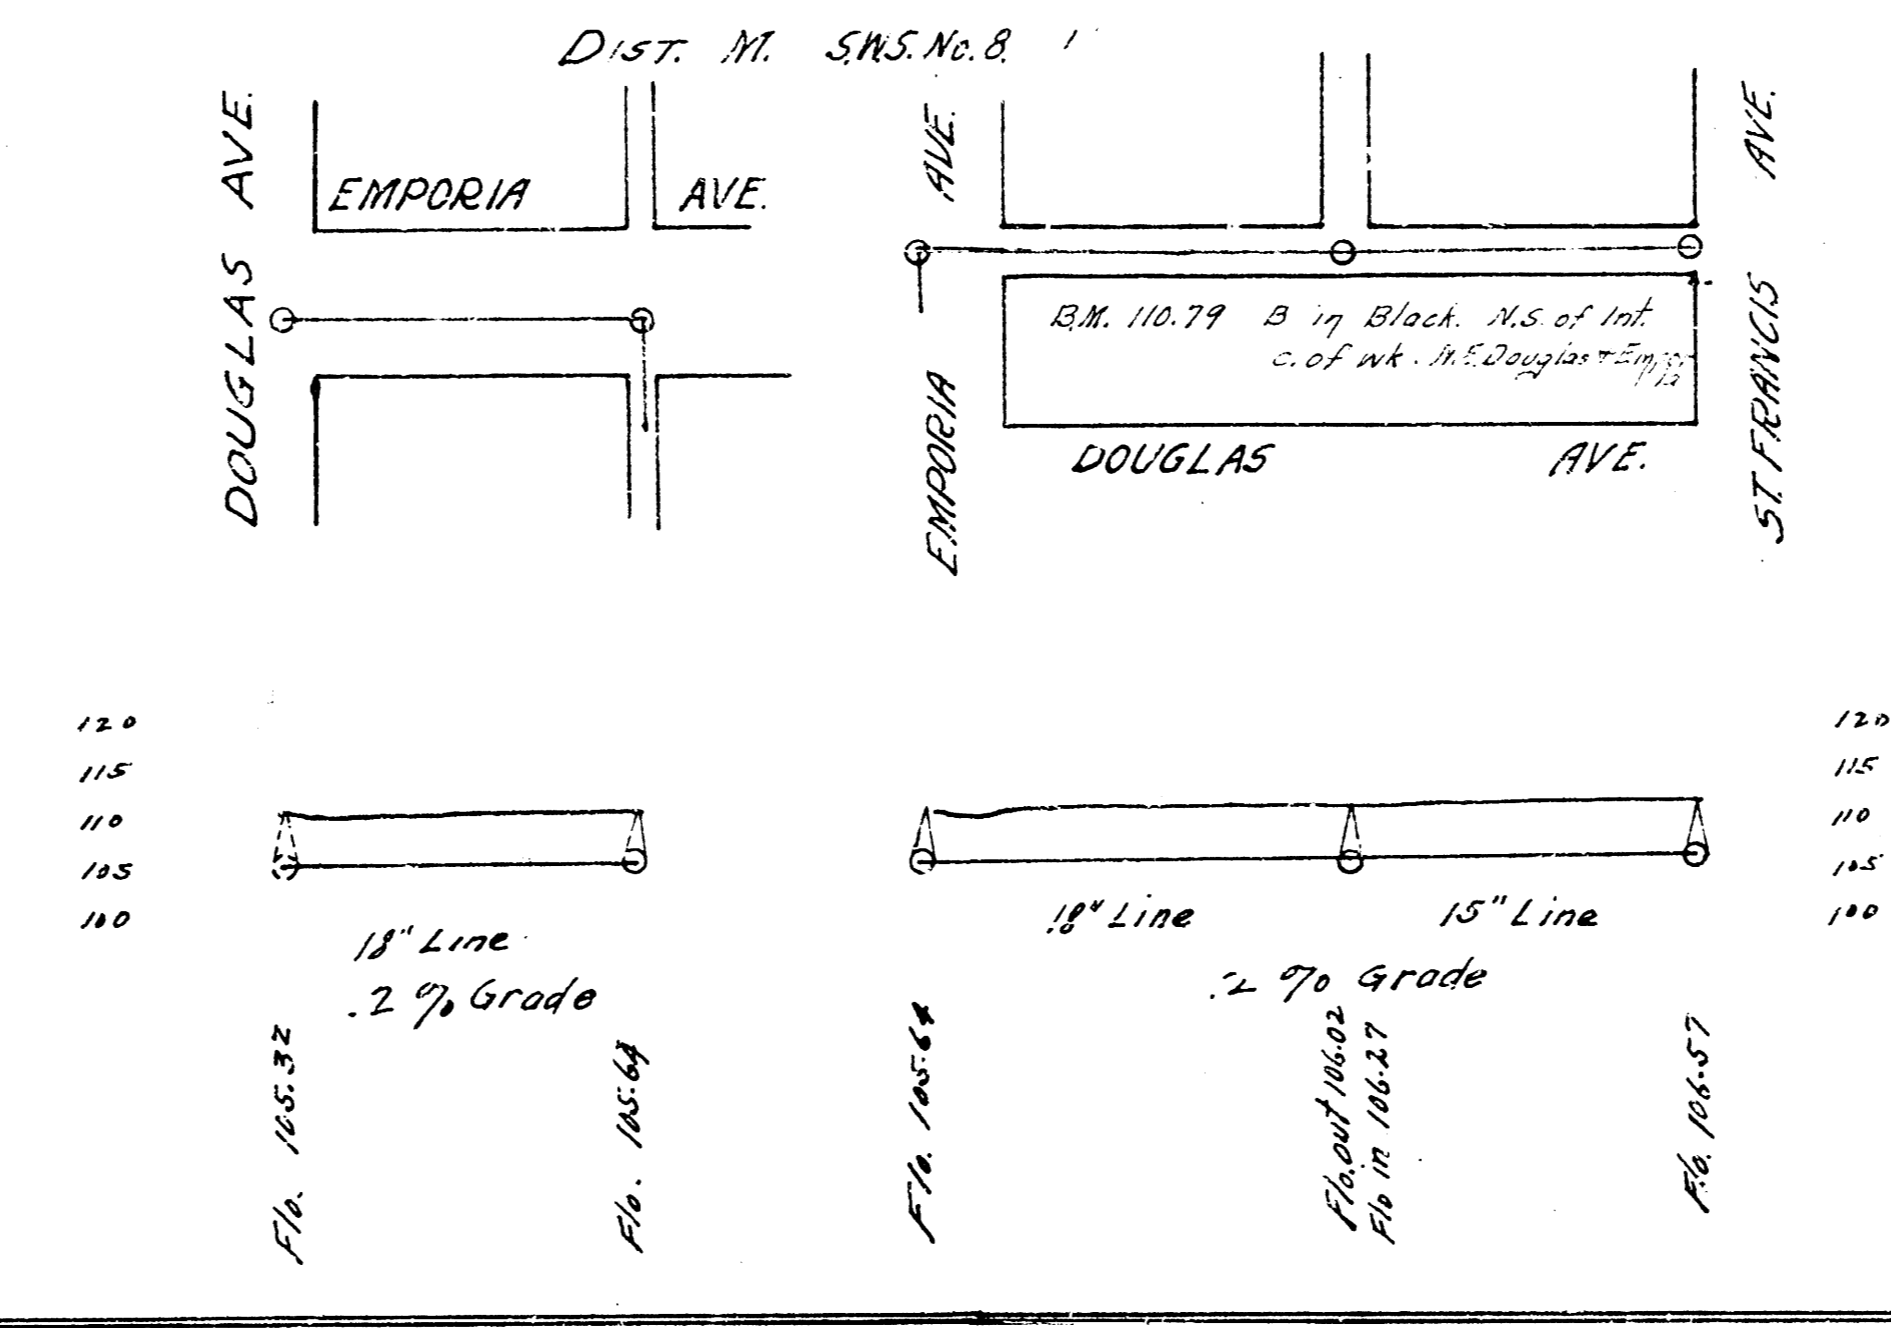 DIST. M. S.W.S. No. 8.
DOUGLAS AVE.
EMPORIA AVE.
EMPORIA AVE.
B.M. 110.79 B in Black. N.S. of Int.
c. of wk. N.E. Douglas & Emporia
DOUGLAS AVE.
ST. FRANCIS AVE.
120
115
110
105
100
120
115
110
105
100
18" Line
.2 % Grade
18" Line
15" Line
.2 % Grade
Flo. 105.32
Flo. 105.64
Flo. 105.64
Flo. out 106.02
Flo in 106.27
Flo. 106.57